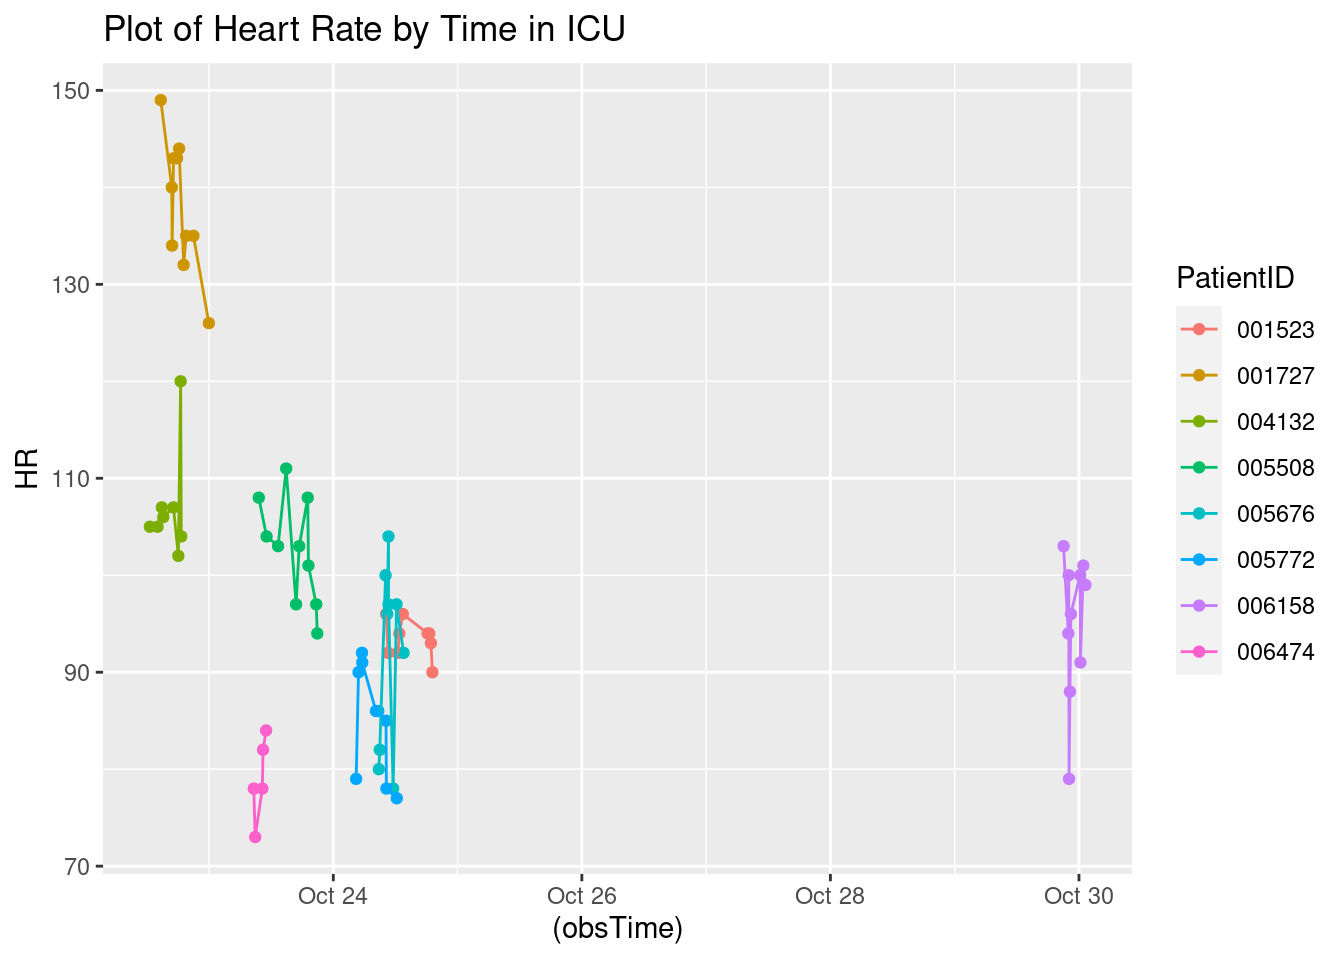 Plot of Heart Rate by Time in ICU
150
130
110
90
70
HR
Oct 24
Oct 26
Oct 28
Oct 30
(obsTime)
PatientID
001523
001727
004132
005508
005676
005772
006158
006474